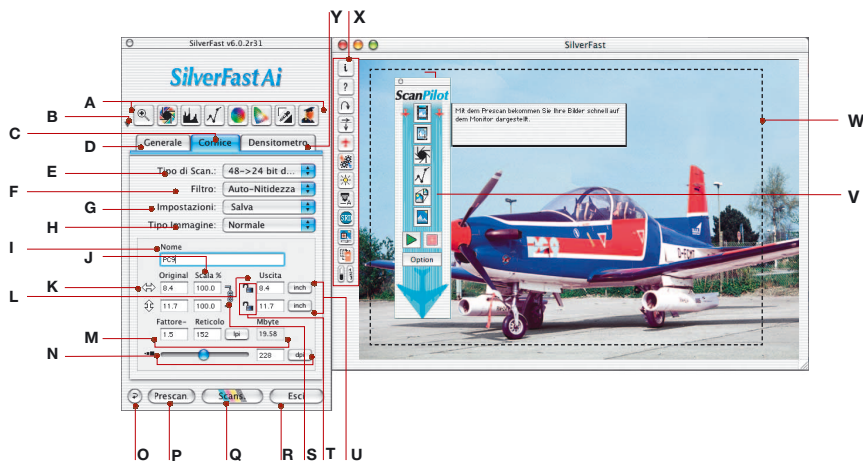 Y X
SilverFast v6.0.2r31
SilverFast
SilverFast Ai
A
B
C
D
Generale Cornice Densitometro
E
Tipo di Scan.: 48->24 bit d...
F
Filtro: Auto-Nitidezza
G
Impostazioni: Salva
H
Tipo Immagine: Normale
I
Nome
J
PC9
Original Scala % Uscita
K
8.4 100.0 8.4 inch
L
11.7 100.0 11.7 inch
Fattore- Reticolo Mbyte
M
1.5 152 lpi 19.58
N
228 dpi
Prescan Scans. Esci
O P Q R S T U
i
?
SRD
ScanPilot
Mit dem Prescan bekommen Sie Ihre Bilder schnell auf
dem Monitor dargestellt.
Option
W
V